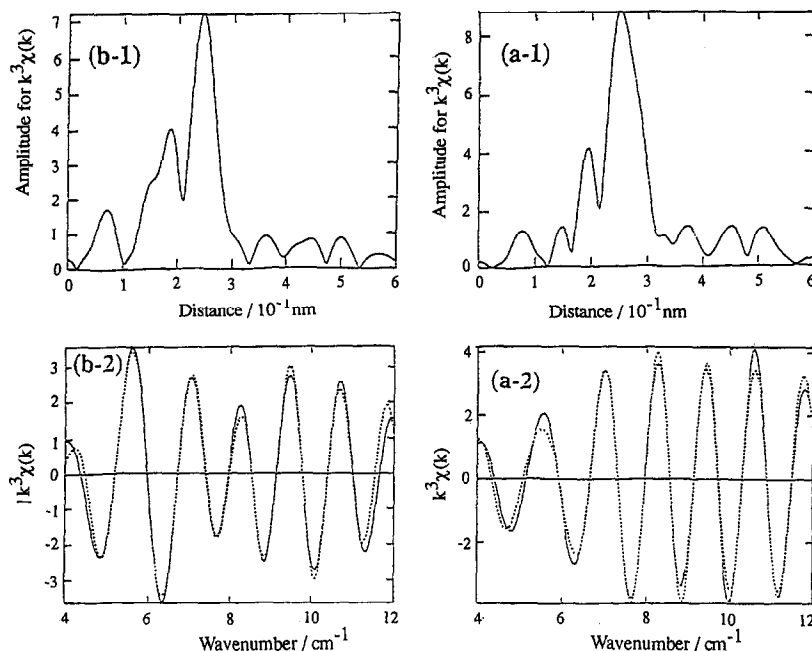 (b-1)
Amplitude for k³χ(k)
7
6
5
4
3
2
1
0
0 1 2 3 4 5 6
Distance / 10⁻¹nm
(a-1)
Amplitude for k³χ(k)
8
6
4
2
0
0 1 2 3 4 5 6
Distance / 10⁻¹nm
(b-2)
k³χ(k)
3
2
1
0
-1
-2
-3
4 6 8 10 12
Wavenumber / cm⁻¹
(a-2)
k³χ(k)
4
2
0
-2
4 6 8 10 12
Wavenumber / cm⁻¹